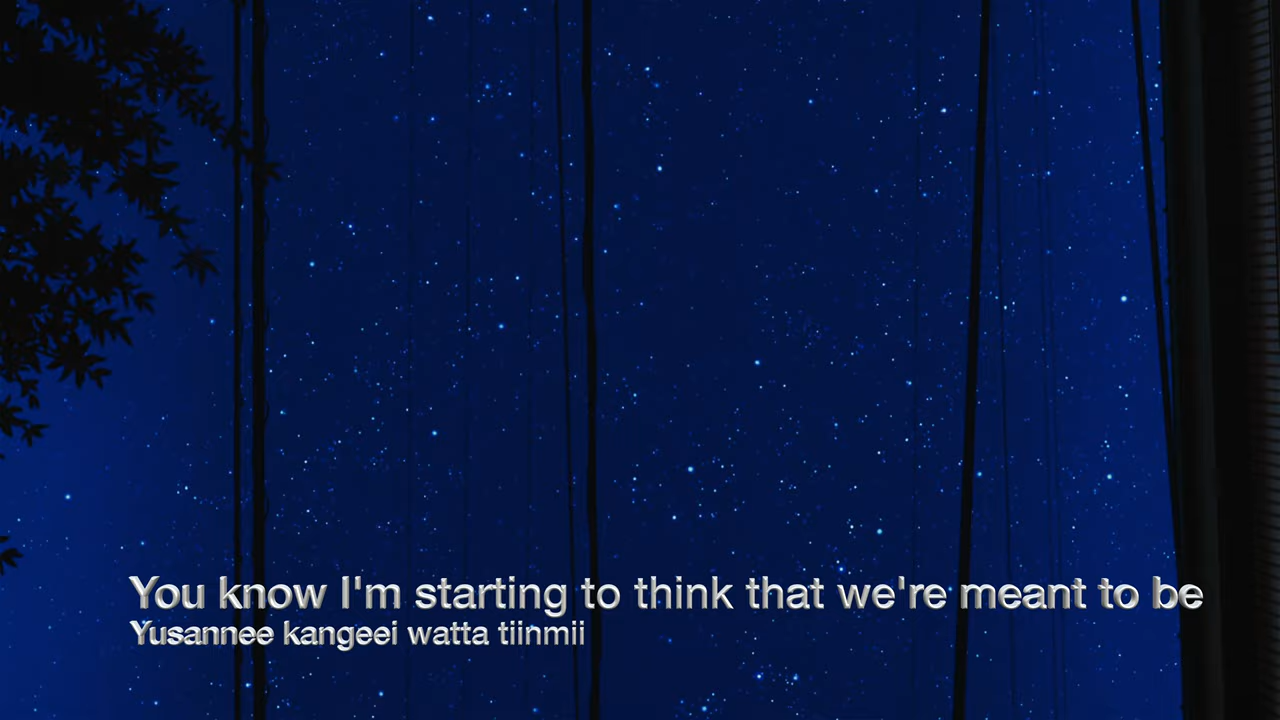 You know I'm starting to think that we're meant to be
Yusannee kangeei watta tiinmii